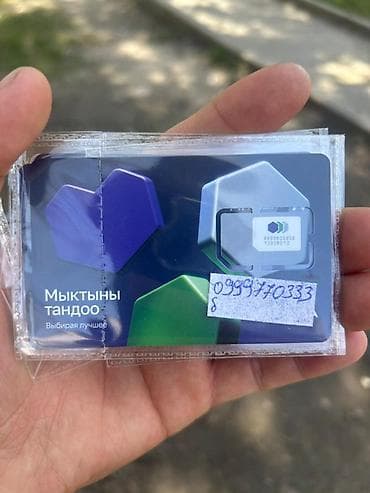 Мыктыны
тандоо
Выбирая лучшее
0999770333